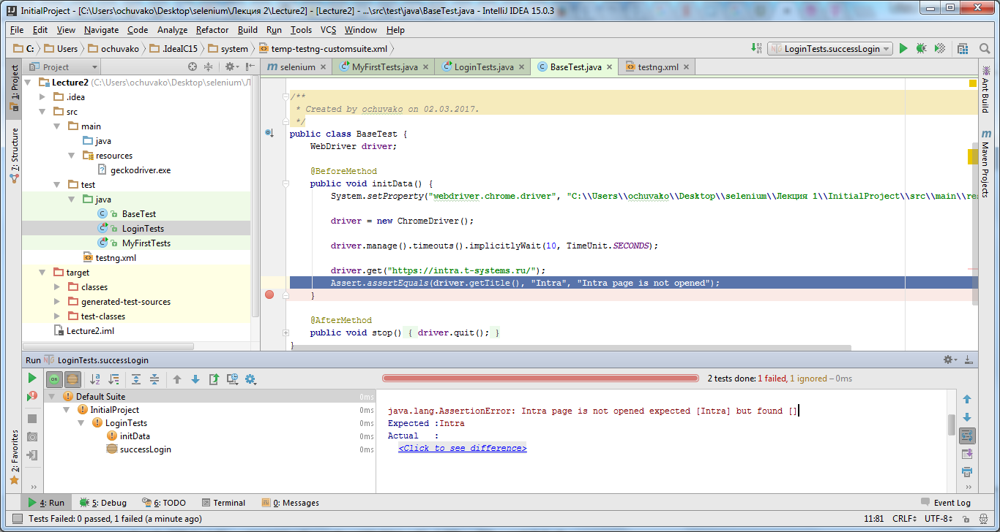 InitialProject - [C:\Users\ochuvako\Desktop\selenium\Лекция 2\Lecture2] - [Lecture2] - ...\src\test\java\BaseTest.java - IntelliJ IDEA 15.0.3
File Edit View Navigate Code Analyze Refactor Build Run Tools VCS Window Help
C: Users ochuvako .IdeaIC15 system temp-testng-customsuite.xml LoginTests.successLogin
Project selenium MyFirstTests.java LoginTests.java BaseTest.java testng.xml
1: Project
7: Structure
2: Favorites
Lecture2 (C:\Users\ochuvako\Desktop\selenium\Л
.idea
src
main
java
resources
geckodriver.exe
test
java
BaseTest
LoginTests
MyFirstTests
testng.xml
target
classes
generated-test-sources
test-classes
Lecture2.iml
/**
* Created by ochuvako on 02.03.2017.
*/
public class BaseTest {
WebDriver driver;
@BeforeMethod
public void initData() {
System.setProperty("webdriver.chrome.driver", "C:\\Users\\ochuvako\\Desktop\\selenium\\Лекция 1\\InitialProject\\src\\main\\res
driver = new ChromeDriver();
driver.manage().timeouts().implicitlyWait(10, TimeUnit.SECONDS);
driver.get("https://intra.t-systems.ru/");
Assert.assertEquals(driver.getTitle(), "Intra", "Intra page is not opened");
}
@AfterMethod
public void stop() { driver.quit(); }
}
Ant Build
Maven Projects
Run LoginTests.successLogin
2 tests done: 1 failed, 1 ignored – 0ms
Default Suite 0ms
InitialProject 0ms
LoginTests 0ms
initData 0ms
successLogin 0ms
java.lang.AssertionError: Intra page is not opened expected [Intra] but found []
Expected :Intra
Actual :
<Click to see difference>
4: Run 5: Debug 6: TODO Terminal 0: Messages Event Log
Tests Failed: 0 passed, 1 failed (a minute ago) 11:81 CRLF UTF-8